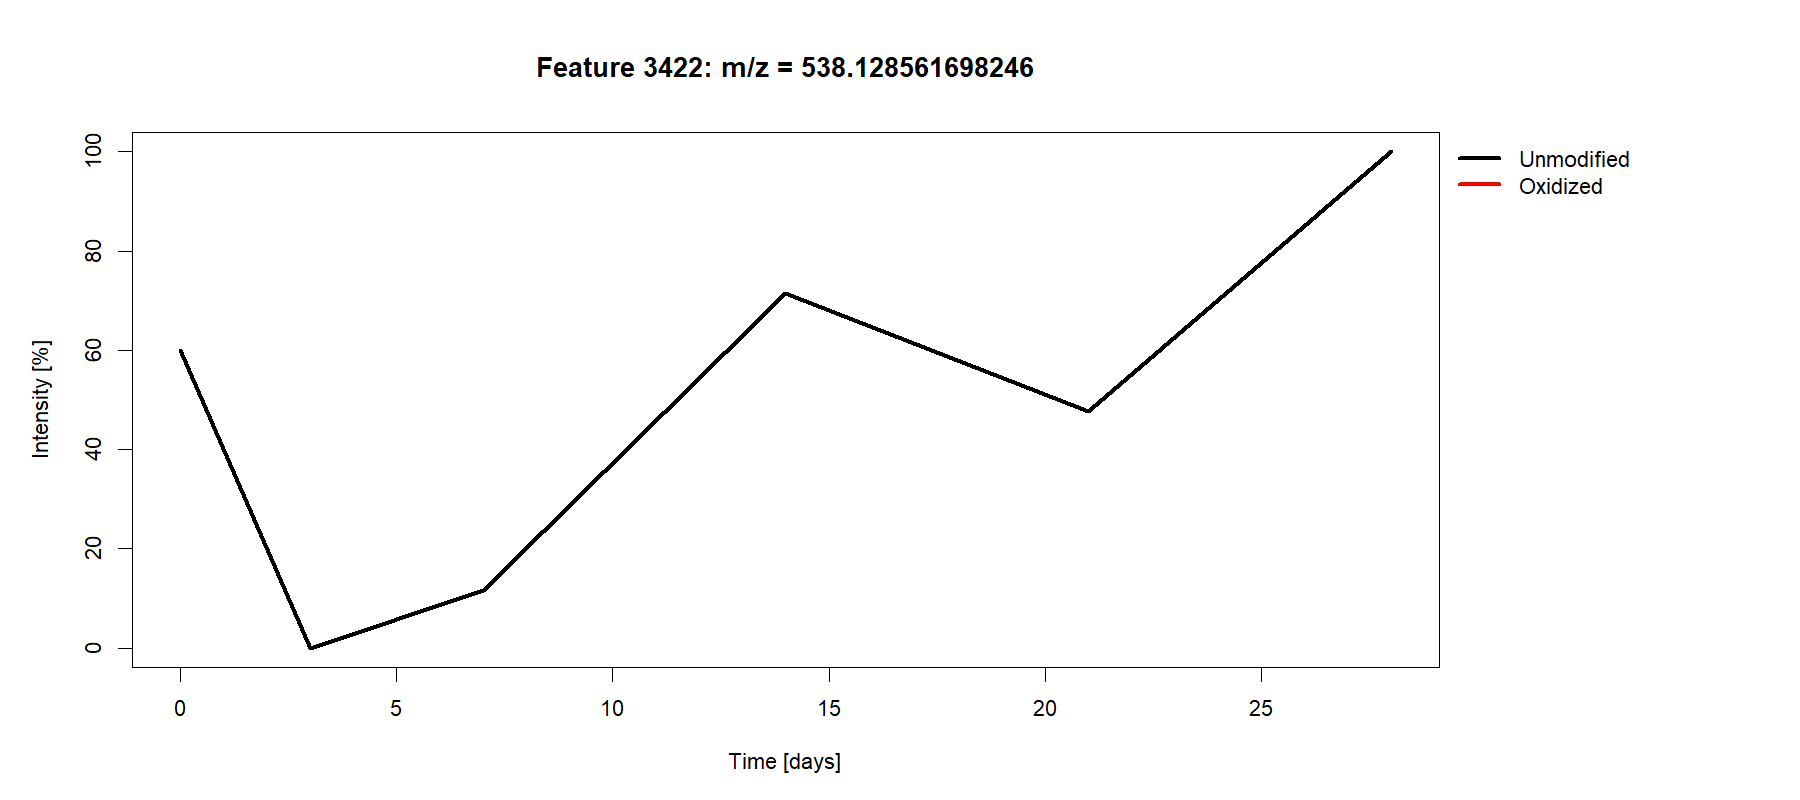 Feature 3422: m/z = 538.128561698246
Unmodified
Oxidized
Intensity [%]
100
80
60
40
20
0
0 5 10 15 20 25
Time [days]